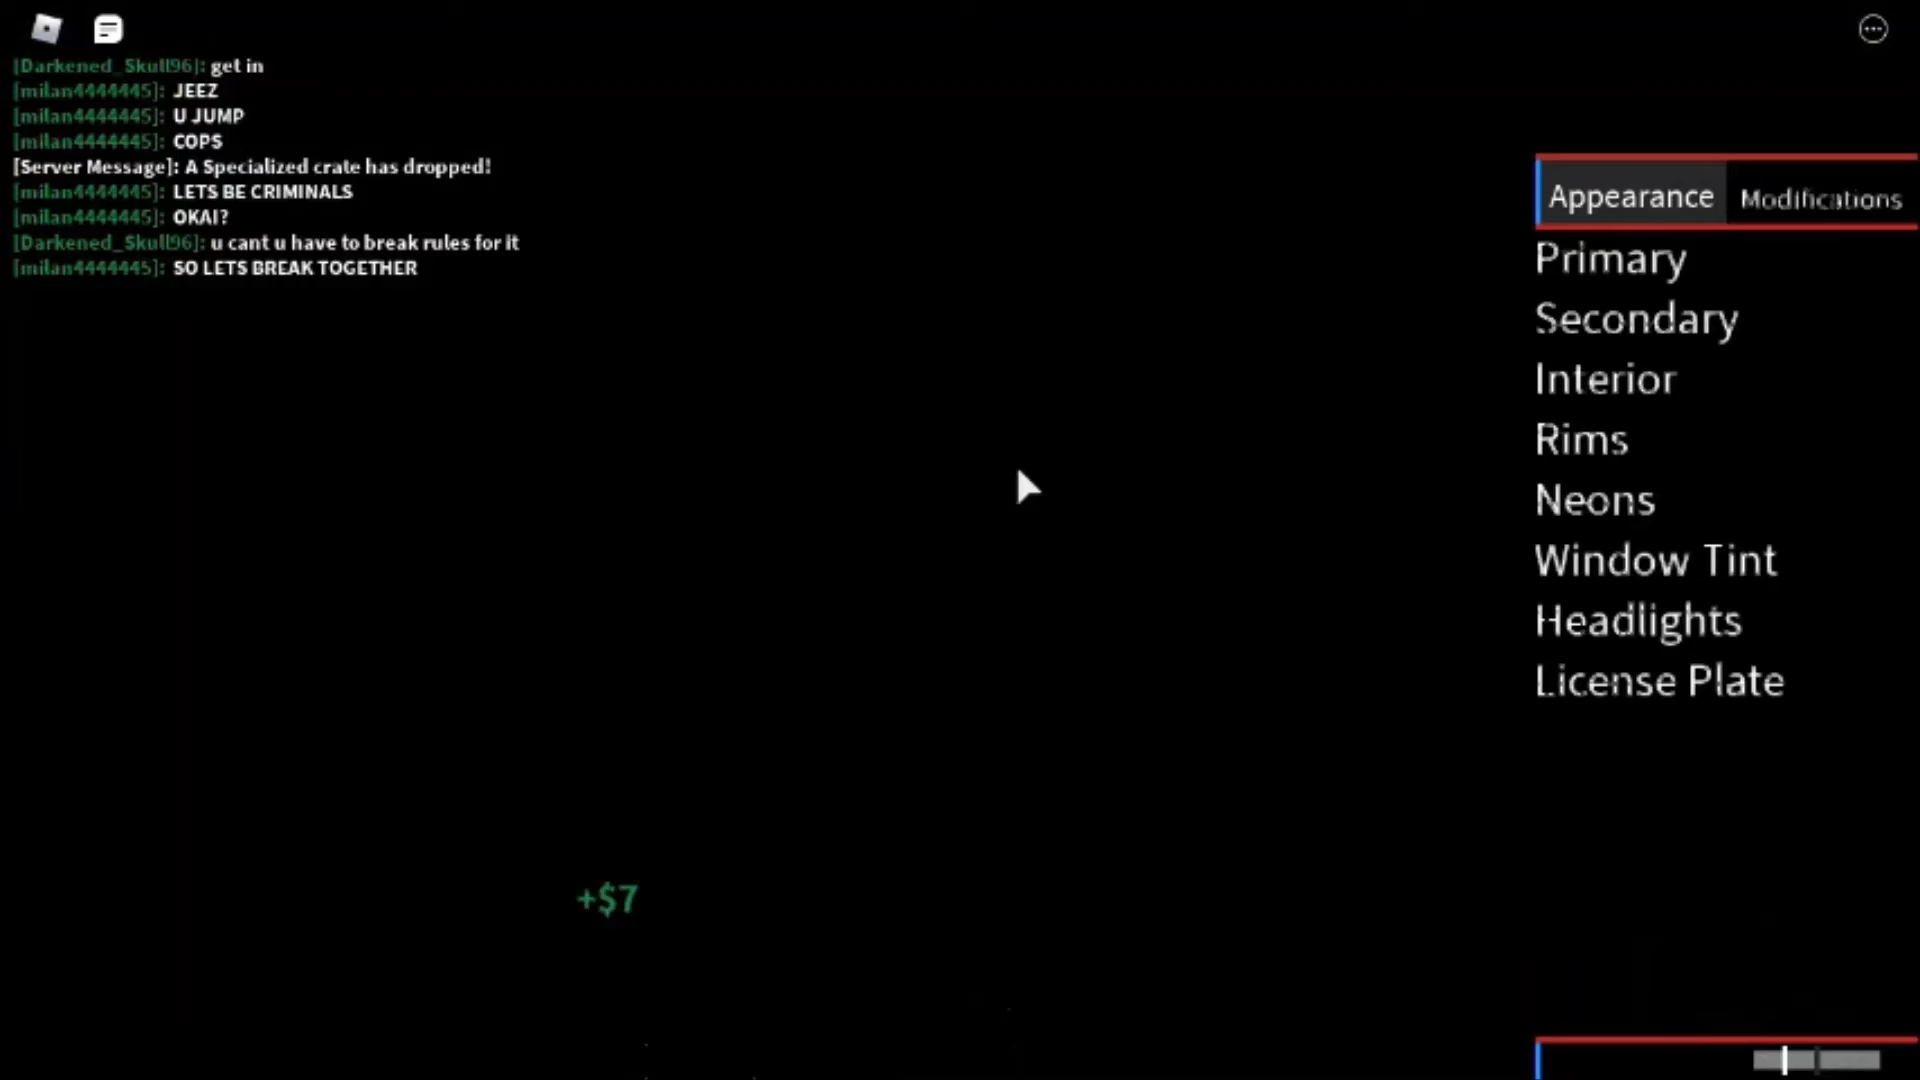 [Darkened_Skull96]: get in
[milan4444445]: JEEZ
[milan4444445]: U JUMP
[milan4444445]: COPS
[Server Message]: A Specialized crate has dropped!
[milan4444445]: LETS BE CRIMINALS
[milan4444445]: OKAI?
[Darkened_Skull96]: u cant u have to break rules for it
[milan4444445]: SO LETS BREAK TOGETHER
Appearance Modifications
Primary
Secondary
Interior
Rims
Neons
Window Tint
Headlights
License Plate
+$7